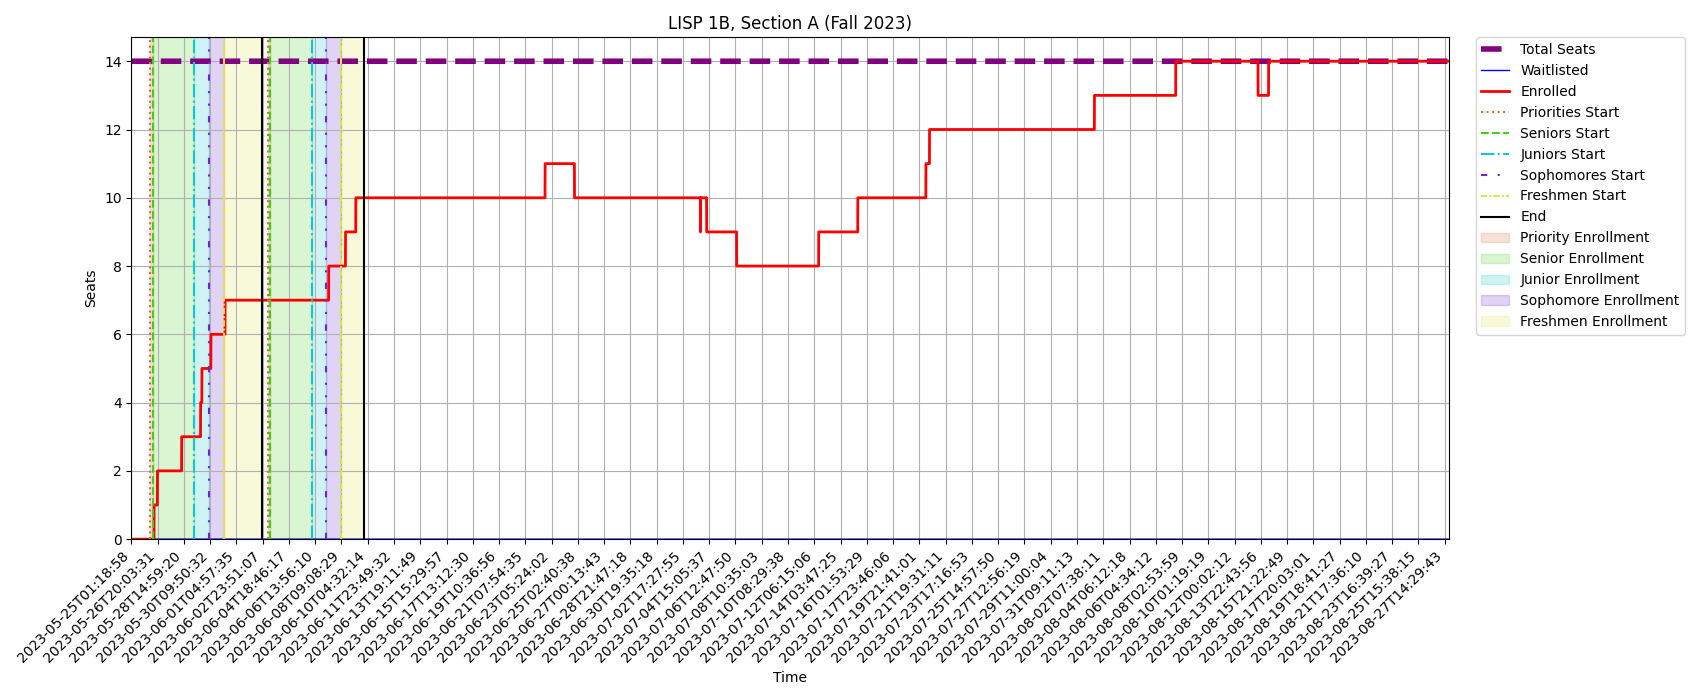 LISP 1B, Section A (Fall 2023)
14
12
10
8
6
4
2
0
Seats
2023-05-25T01:18:58
2023-05-26T20:03:31
2023-05-28T14:59:20
2023-05-30T09:50:32
2023-06-01T04:57:35
2023-06-02T23:51:07
2023-06-04T18:46:17
2023-06-06T13:56:10
2023-06-08T09:08:29
2023-06-10T04:32:14
2023-06-11T23:49:32
2023-06-13T19:11:49
2023-06-15T15:29:57
2023-06-17T13:12:30
2023-06-19T10:36:56
2023-06-21T07:54:35
2023-06-23T05:24:02
2023-06-25T02:40:38
2023-06-27T00:13:43
2023-06-28T21:47:18
2023-06-30T19:35:18
2023-07-02T17:27:55
2023-07-04T15:05:37
2023-07-06T12:47:50
2023-07-08T10:35:03
2023-07-10T08:29:38
2023-07-12T06:15:06
2023-07-14T03:47:25
2023-07-16T01:53:29
2023-07-17T23:46:06
2023-07-19T21:41:01
2023-07-21T19:31:11
2023-07-23T17:16:53
2023-07-25T14:57:50
2023-07-27T12:56:19
2023-07-29T11:00:04
2023-07-31T09:11:13
2023-08-02T07:38:11
2023-08-04T06:12:18
2023-08-06T04:34:12
2023-08-08T02:53:59
2023-08-10T01:19:19
2023-08-12T00:02:12
2023-08-13T22:43:56
2023-08-15T21:22:49
2023-08-17T20:03:01
2023-08-19T18:41:27
2023-08-21T17:36:10
2023-08-23T16:39:27
2023-08-25T15:38:15
2023-08-27T14:29:43
Time
Total Seats
Waitlisted
Enrolled
Priorities Start
Seniors Start
Juniors Start
Sophomores Start
Freshmen Start
End
Priority Enrollment
Senior Enrollment
Junior Enrollment
Sophomore Enrollment
Freshmen Enrollment